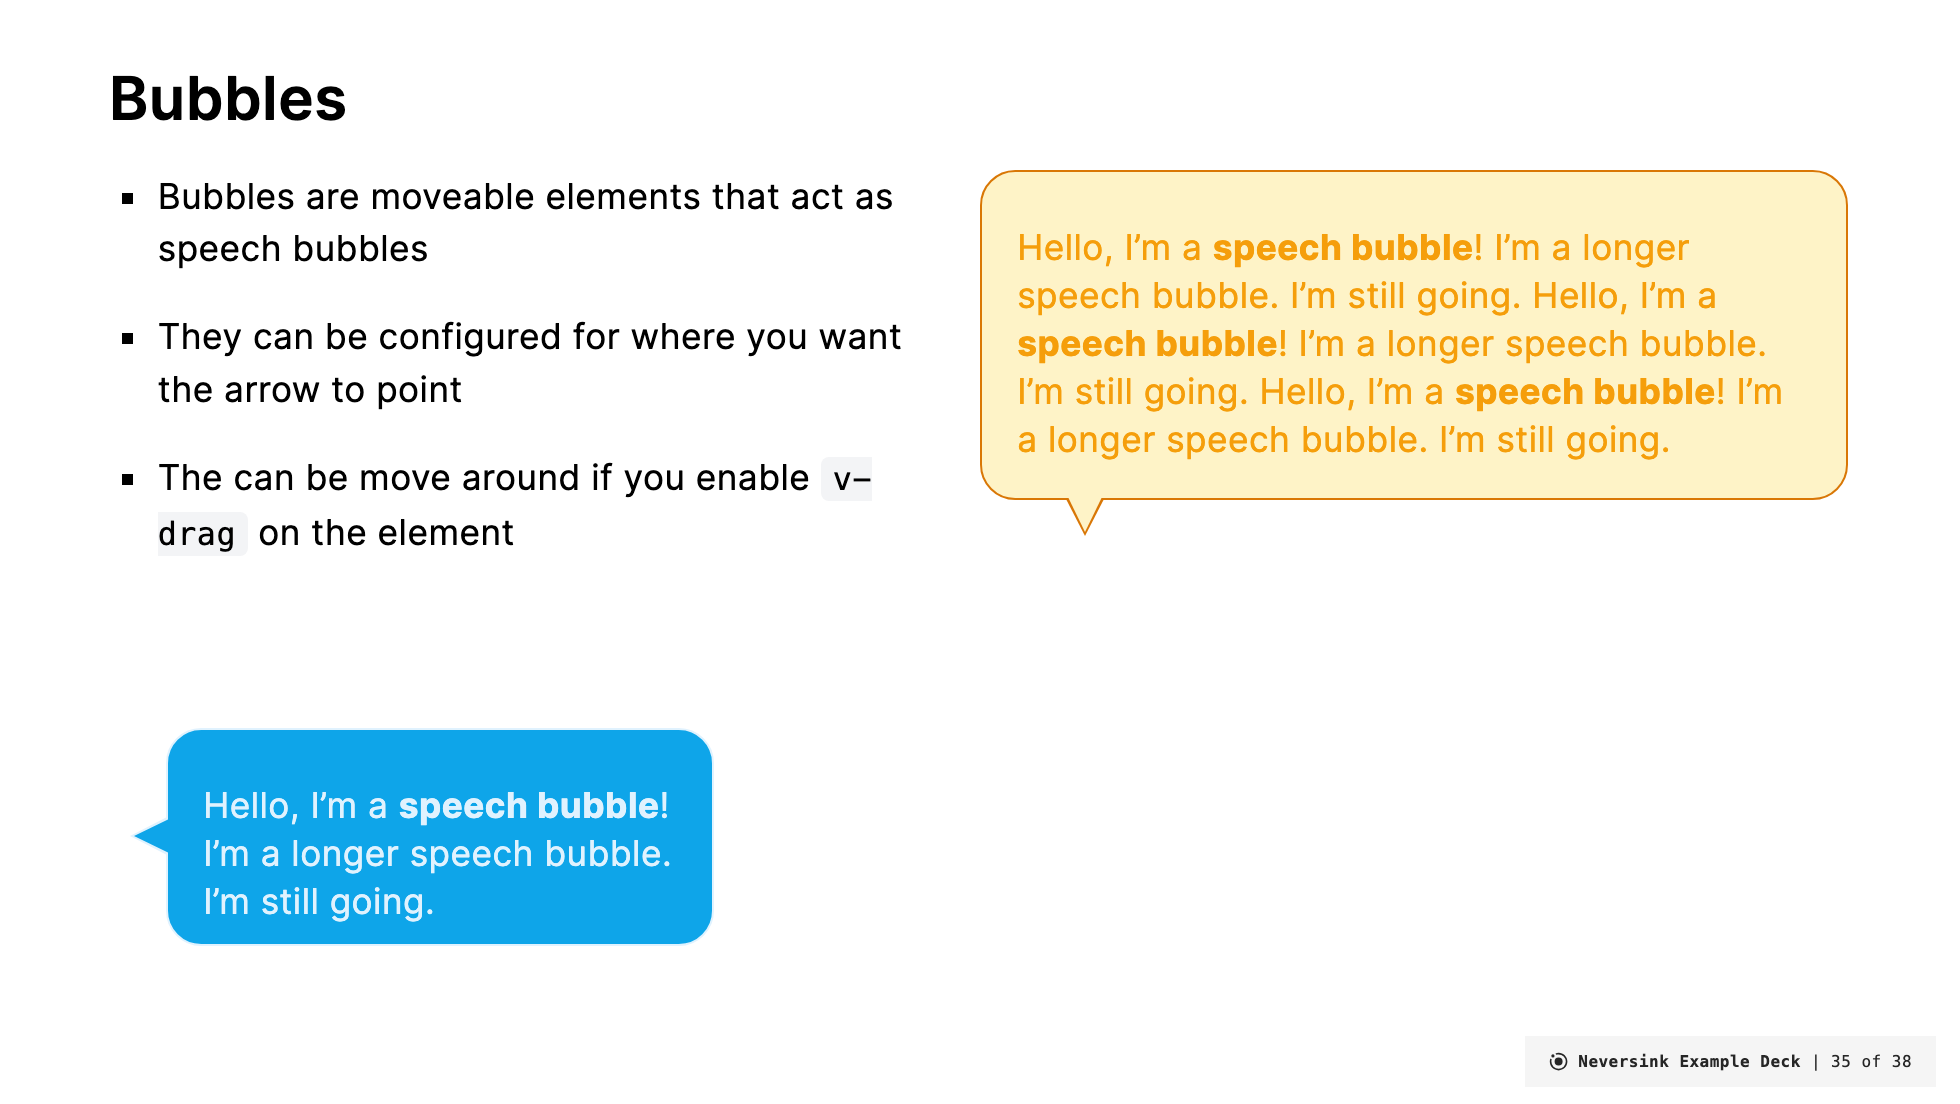 Bubbles
Bubbles are moveable elements that act as
speech bubbles
They can be configured for where you want
the arrow to point
The can be move around if you enable v-
drag on the element
Hello, I’m a speech bubble! I’m a longer
speech bubble. I’m still going. Hello, I’m a
speech bubble! I’m a longer speech bubble.
I’m still going. Hello, I’m a speech bubble! I’m
a longer speech bubble. I’m still going.
Hello, I’m a speech bubble!
I’m a longer speech bubble.
I’m still going.
Neversink Example Deck | 35 of 38